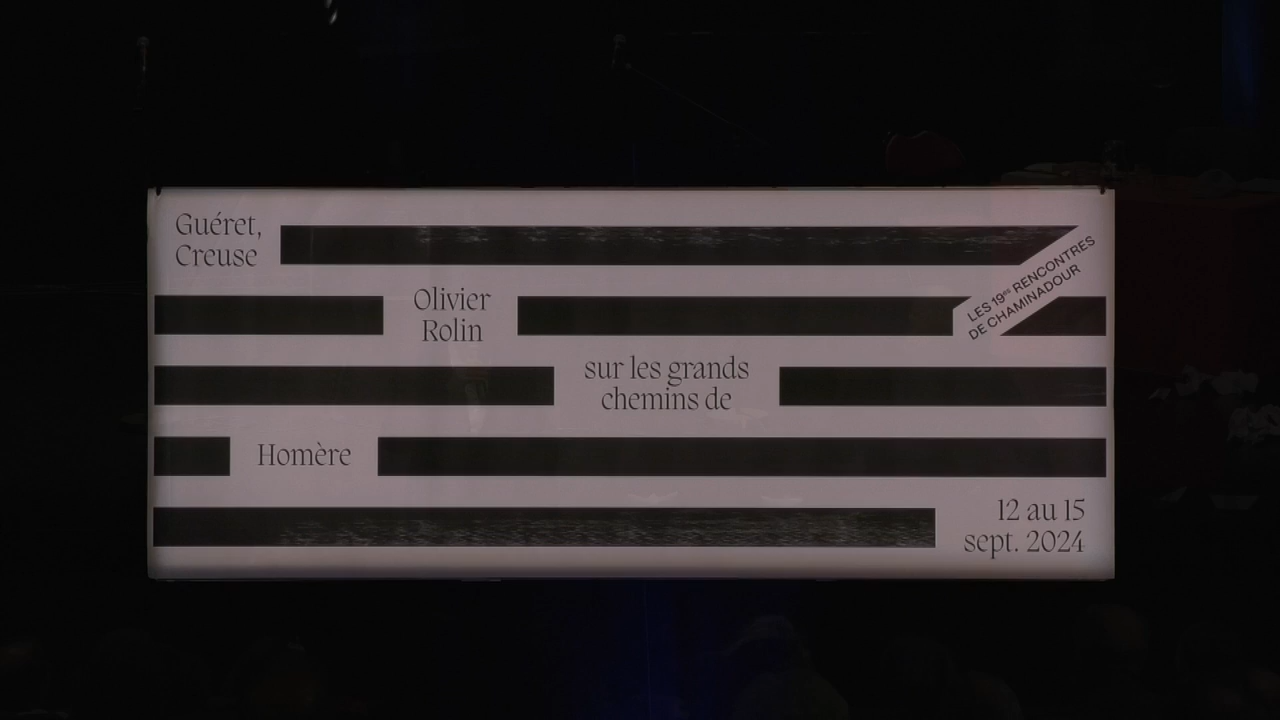 Guéret,
Creuse
LES 19es RENCONTRES
DE CHAMINADOUR
Olivier
Rolin
sur les grands
chemins de
Homère
12 au 15
sept. 2024